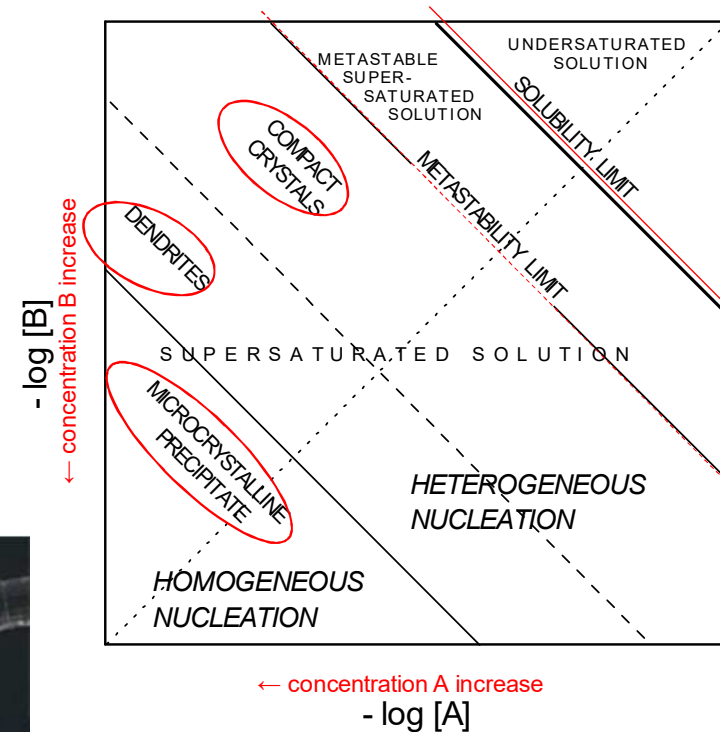 UNDERSATURATED
SOLUTION
METASTABLE
SUPER-
SATURATED
SOLUTION
SOLUBILITY LIMIT
COMPACT
CRYSTALS
METASTABILITY LIMIT
DENDRITES
- log [B]
← concentration B increase
SUPERSATURATED SOLUTION
MICROCRYSTALLINE
PRECIPITATE
HETEROGENEOUS
NUCLEATION
HOMOGENEOUS
NUCLEATION
← concentration A increase
- log [A]